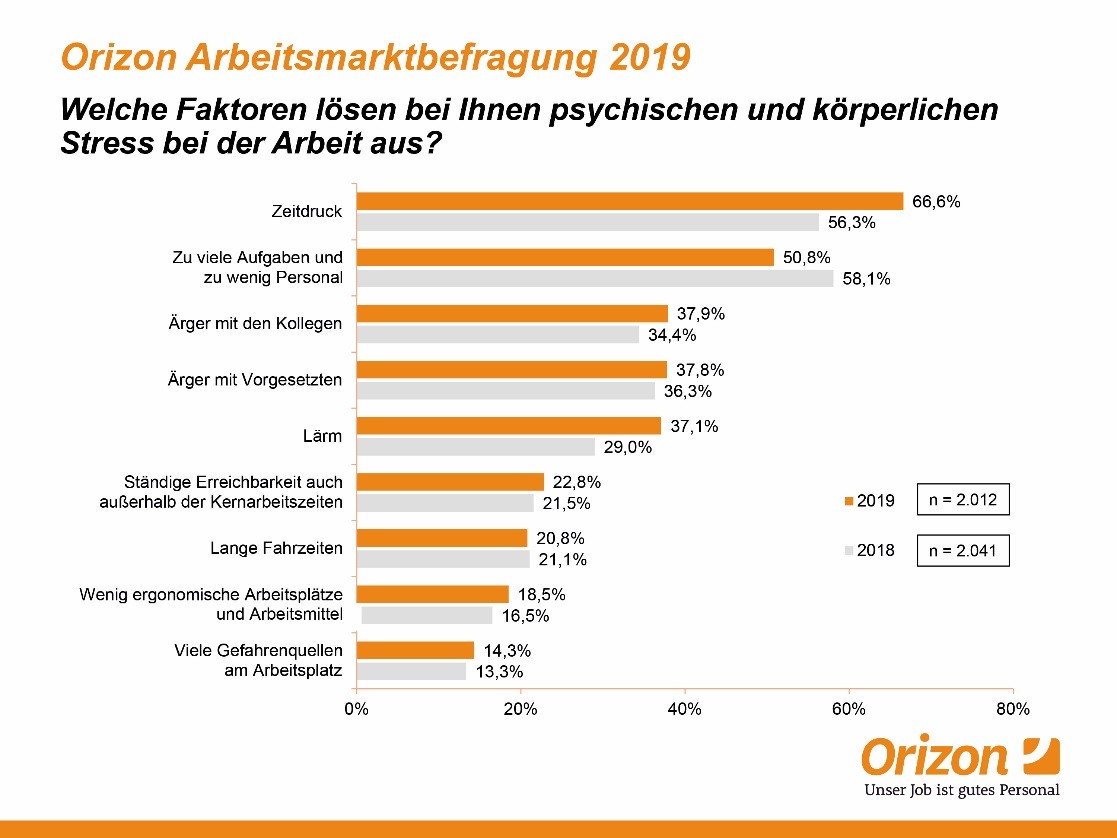 Orizon Arbeitsmarktbefragung 2019
Welche Faktoren lösen bei Ihnen psychischen und körperlichen
Stress bei der Arbeit aus?
Zeitdruck
66,6%
56,3%
Zu viele Aufgaben und
zu wenig Personal
50,8%
58,1%
Ärger mit den Kollegen
37,9%
34,4%
Ärger mit Vorgesetzten
37,8%
36,3%
Lärm
37,1%
29,0%
Ständige Erreichbarkeit auch
außerhalb der Kernarbeitszeiten
22,8%
21,5%
Lange Fahrzeiten
20,8%
21,1%
Wenig ergonomische Arbeitsplätze
und Arbeitsmittel
18,5%
16,5%
Viele Gefahrenquellen
am Arbeitsplatz
14,3%
13,3%
2019 n = 2.012
2018 n = 2.041
0% 20% 40% 60% 80%
Orizon
Unser Job ist gutes Personal